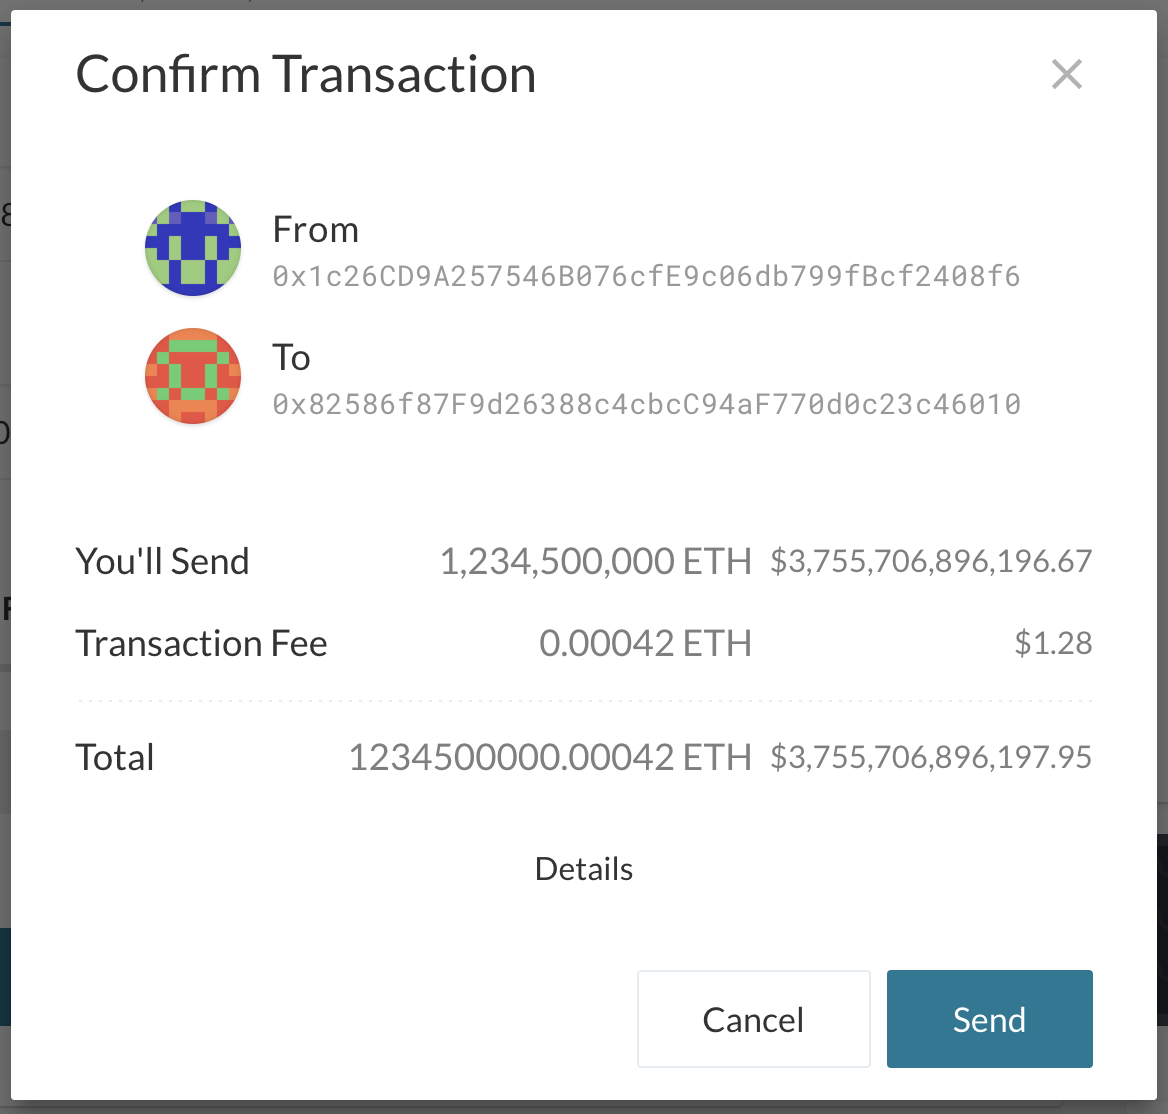 Confirm Transaction
From
0x1c26CD9A257546B076cfE9c06db799fBcf2408f6
To
0x82586f87F9d26388c4cbcC94aF770d0c23c46010
You'll Send 1,234,500,000 ETH $3,755,706,896,196.67
Transaction Fee 0.00042 ETH $1.28
Total 1234500000.00042 ETH $3,755,706,896,197.95
Details
Cancel Send